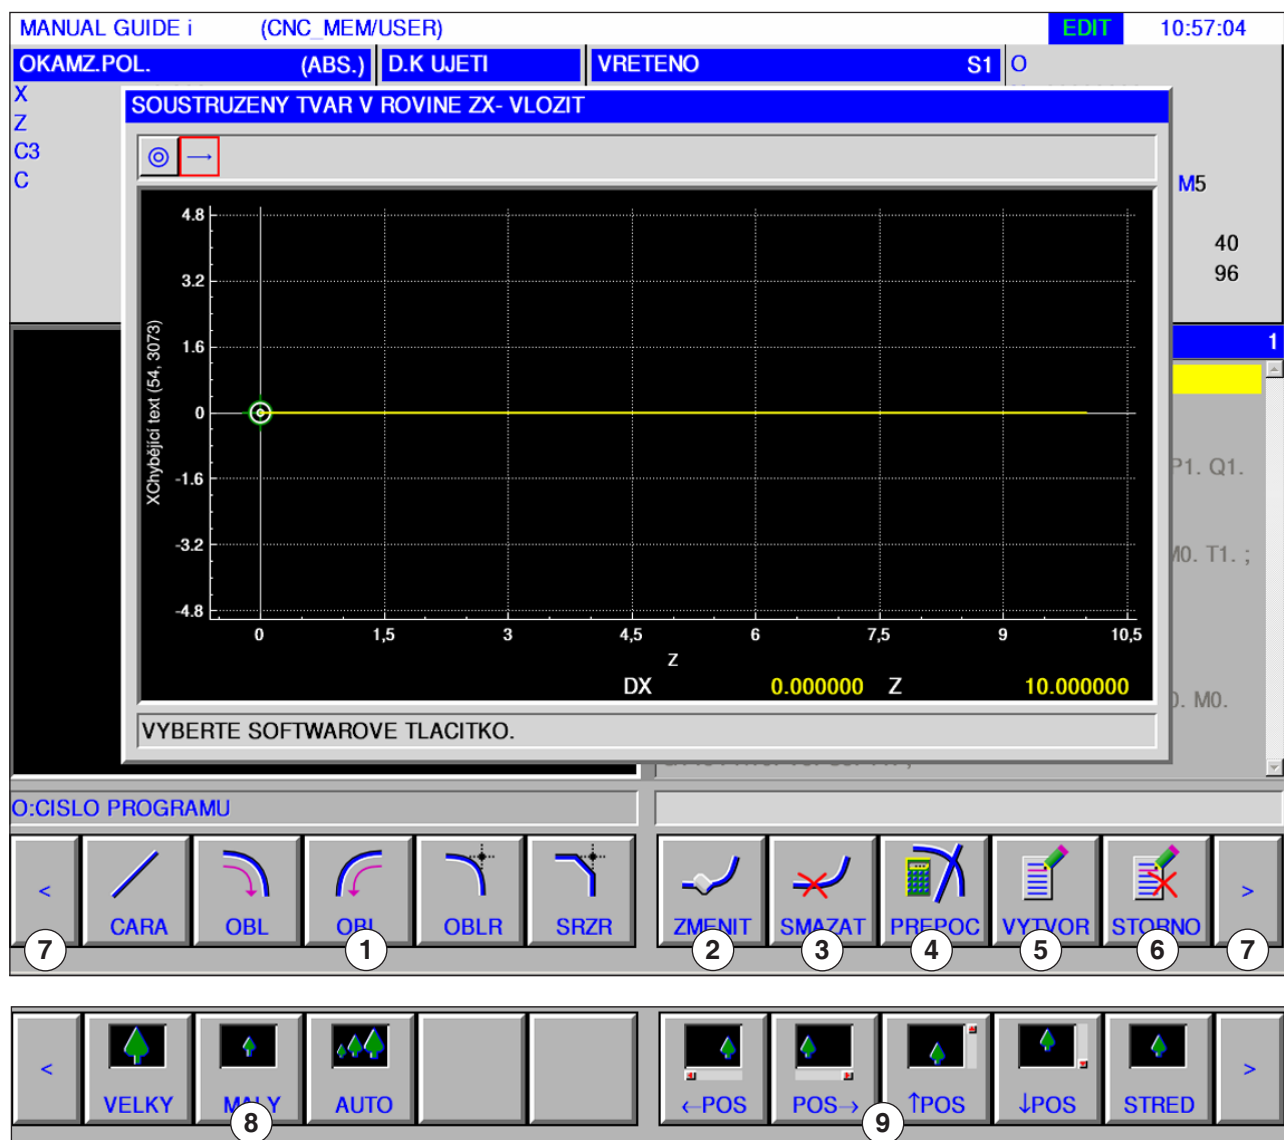 MANUAL GUIDE i (CNC_MEM/USER) EDIT 10:57:04
OKAMZ.POL. (ABS.) D.K UJETI VRETENO S1 O
X
Z
C3
C
SOUSTRUZENY TVAR V ROVINE ZX- VLOZIT
M5
40
96
1
4.8
3.2
1.6
0
-1.6
-3.2
-4.8
XChybějící text (54, 3073)
0 1,5 3 4,5 6 7,5 9 10,5
Z
DX 0.000000 Z 10.000000
P1. Q1.
M0. T1. ;
0. M0.
VYBERTE SOFTWAROVE TLACITKO.
O:CISLO PROGRAMU
< CARA OBL OBL OBLR SRZR ZMENIT SMAZAT PREPOC VYTVOR STORNO >
7 1 2 3 4 5 6 7
< VELKY MALY AUTO ←POS POS→ ↑POS ↓POS STRED >
8 9